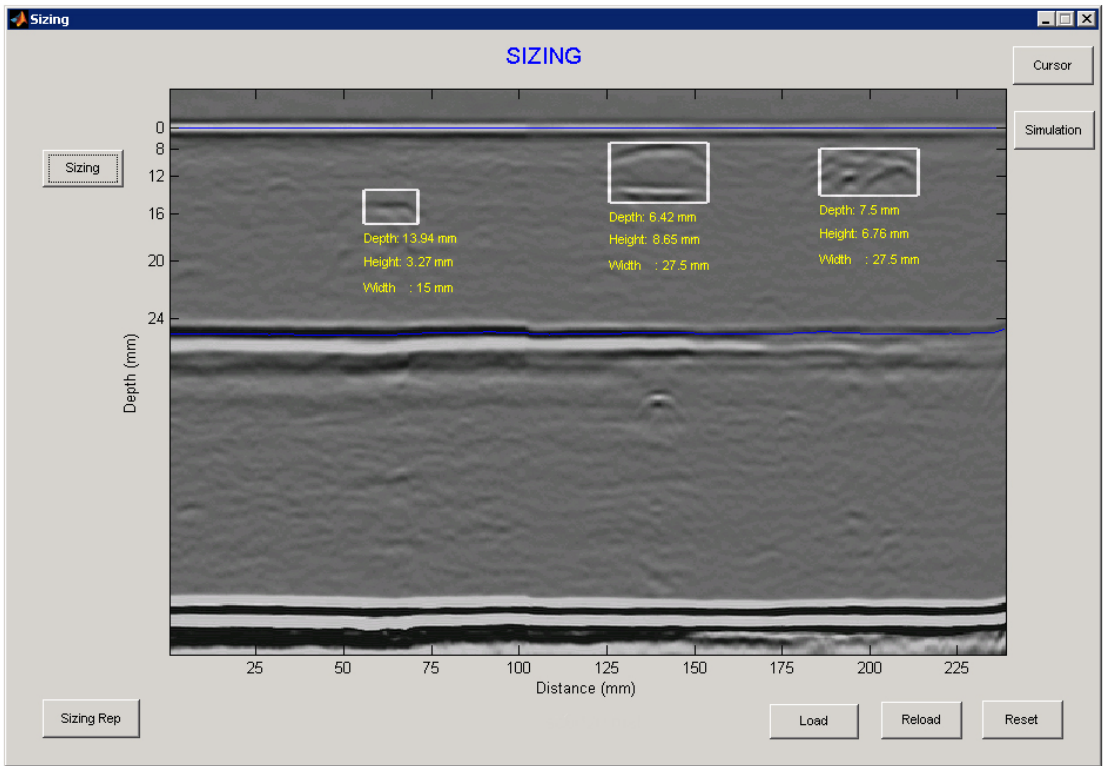 Sizing
SIZING
Cursor
Simulation
Sizing
0
8
12
16
20
24
Depth (mm)
Depth: 13.94 mm
Height: 3.27 mm
Width : 15 mm
Depth: 6.42 mm
Height: 8.65 mm
Width : 27.5 mm
Depth: 7.5 mm
Height: 6.76 mm
Width : 27.5 mm
25 50 75 100 125 150 175 200 225
Distance (mm)
Sizing Rep
Load
Reload
Reset